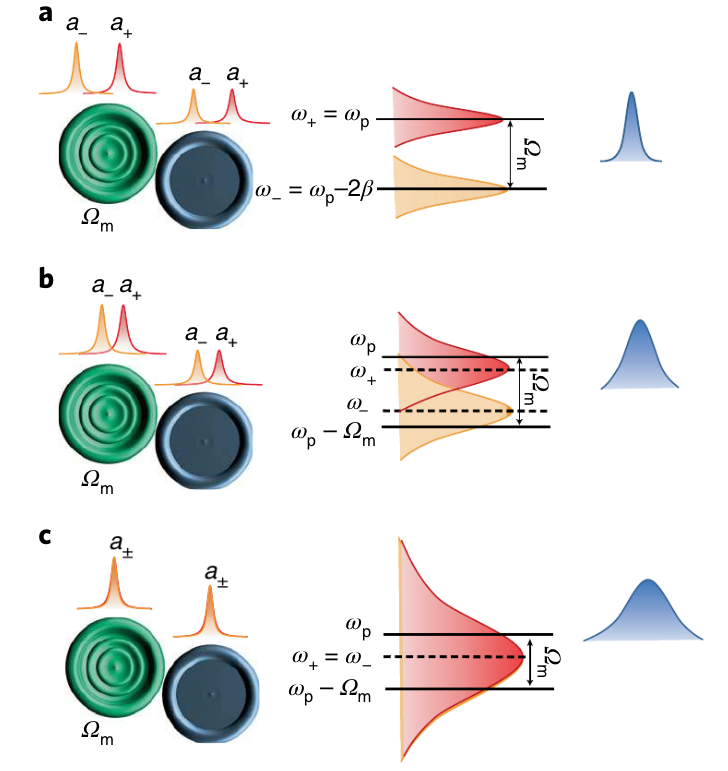 a
a₋ a₊
a₋ a₊
Ωₘ
ω₊ = ωₚ
ω₋ = ωₚ−2β
Ωₘ
b
a₋ a₊
a₋ a₊
Ωₘ
ωₚ
ω₊
ω₋
ωₚ − Ωₘ
Ωₘ
c
a±
a±
Ωₘ
ωₚ
ω₊ = ω₋
ωₚ − Ωₘ
Ωₘ